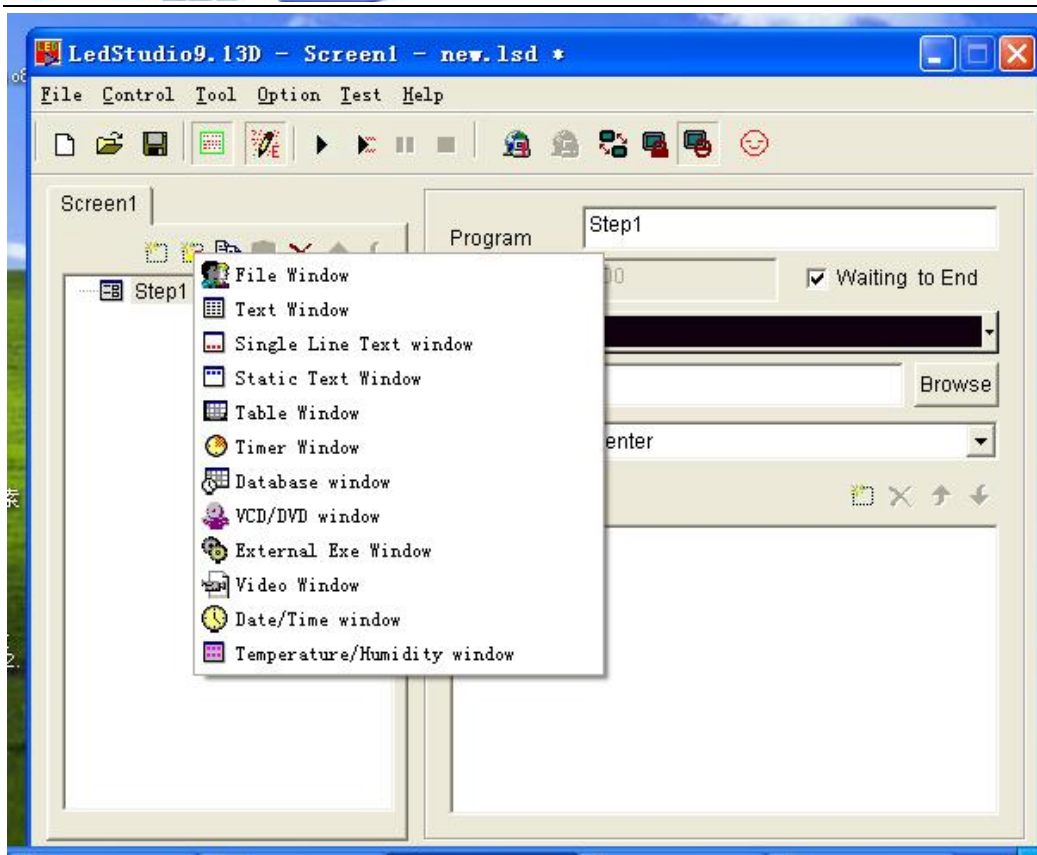 LedStudio9.13D - Screen1 - new.lsd *
File Control Tool Option Test Help
Screen1
Program
Step1
Waiting to End
Step1
Browse
enter
File Window
Text Window
Single Line Text window
Static Text Window
Table Window
Timer Window
Database window
VCD/DVD window
External Exe Window
Video Window
Date/Time window
Temperature/Humidity window